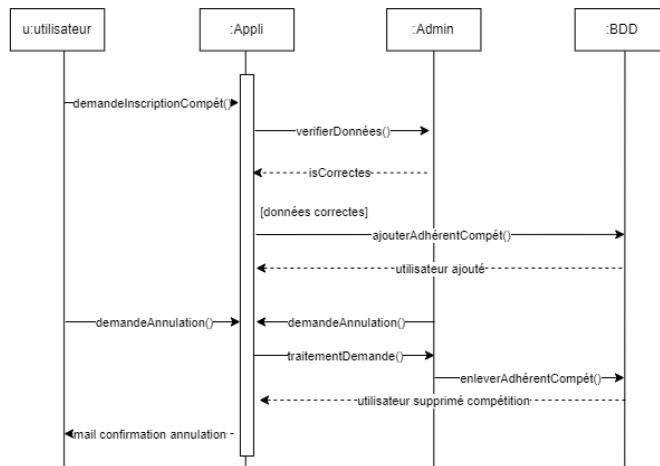 u:utilisateur
:Appli
:Admin
:BDD
demandeInscriptionCompét()
verifierDonnées()
isCorrectes
[données correctes]
ajouterAdhérentCompét()
utilisateur ajouté
demandeAnnulation()
demandeAnnulation()
traitementDemande()
enleverAdhérentCompét()
utilisateur supprimé compétition
mail confirmation annulation